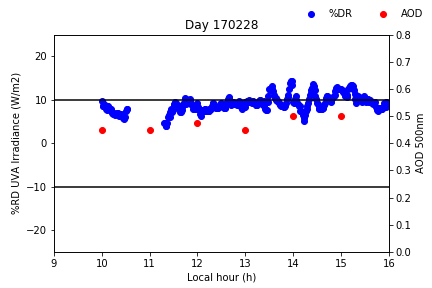 %DR AOD
Day 170228
%RD UVA Irradiance (W/m2)
20
10
0
−10
−20
0.8
0.7
0.6
0.5
0.4
0.3
0.2
0.1
0.0
AOD 500nm
9 10 11 12 13 14 15 16
Local hour (h)